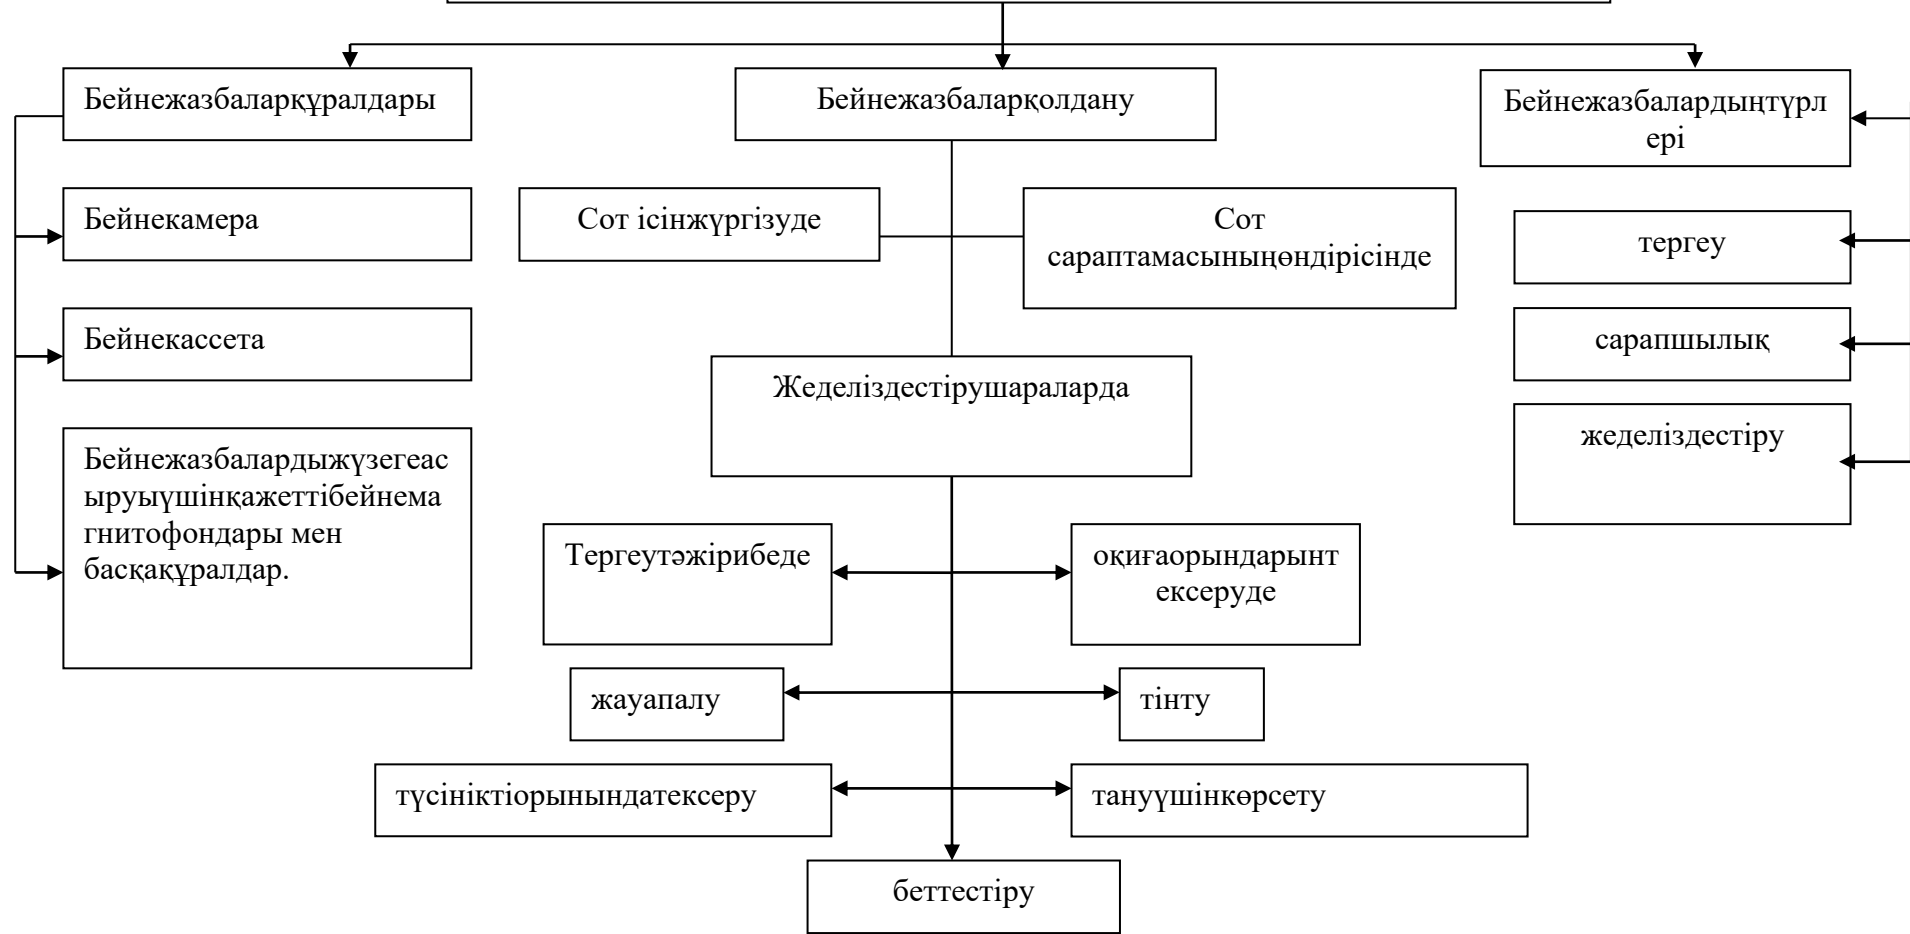 Бейнежазбаларқұралдары
Бейнежазбаларқолдану
Бейнежазбалардыңтүрл
ері
Бейнекамера
Сот ісінжүргізуде
Сот
сараптамасыныңөндірісінде
тергеу
Бейнекассета
сарапшылық
Жеделіздестірушараларда
жеделіздестіру
Бейнежазбалардыжүзегеас
ыруыүшінқажеттібейнема
гнитофондары мен
басқақұралдар.
Тергеутәжірибеде
оқиғаорындарынт
ексеруде
жауапалу
тінту
түсініктіорынындатексеру
тануүшінкөрсету
беттестіру